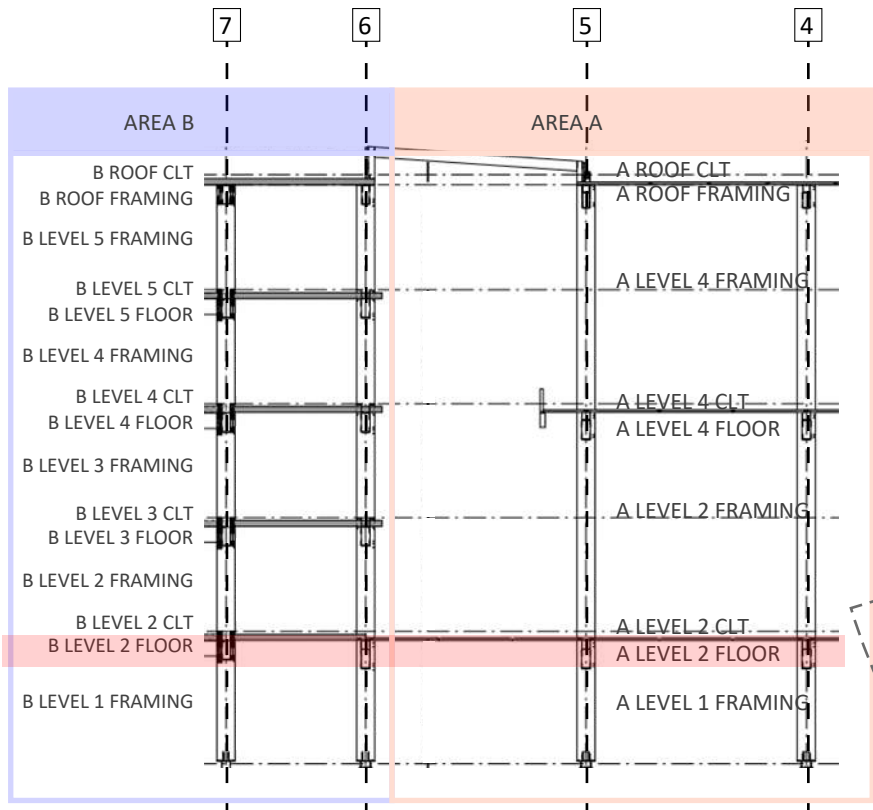 7 6 5 4
AREA B AREA A
B ROOF CLT
A ROOF CLT
B ROOF FRAMING
A ROOF FRAMING
B LEVEL 5 FRAMING
A LEVEL 4 FRAMING
B LEVEL 5 CLT
B LEVEL 5 FLOOR
B LEVEL 4 FRAMING
B LEVEL 4 CLT
A LEVEL 4 CLT
B LEVEL 4 FLOOR
A LEVEL 4 FLOOR
B LEVEL 3 FRAMING
B LEVEL 3 CLT
A LEVEL 2 FRAMING
B LEVEL 3 FLOOR
B LEVEL 2 FRAMING
B LEVEL 2 CLT
A LEVEL 2 CLT
B LEVEL 2 FLOOR
A LEVEL 2 FLOOR
B LEVEL 1 FRAMING
A LEVEL 1 FRAMING